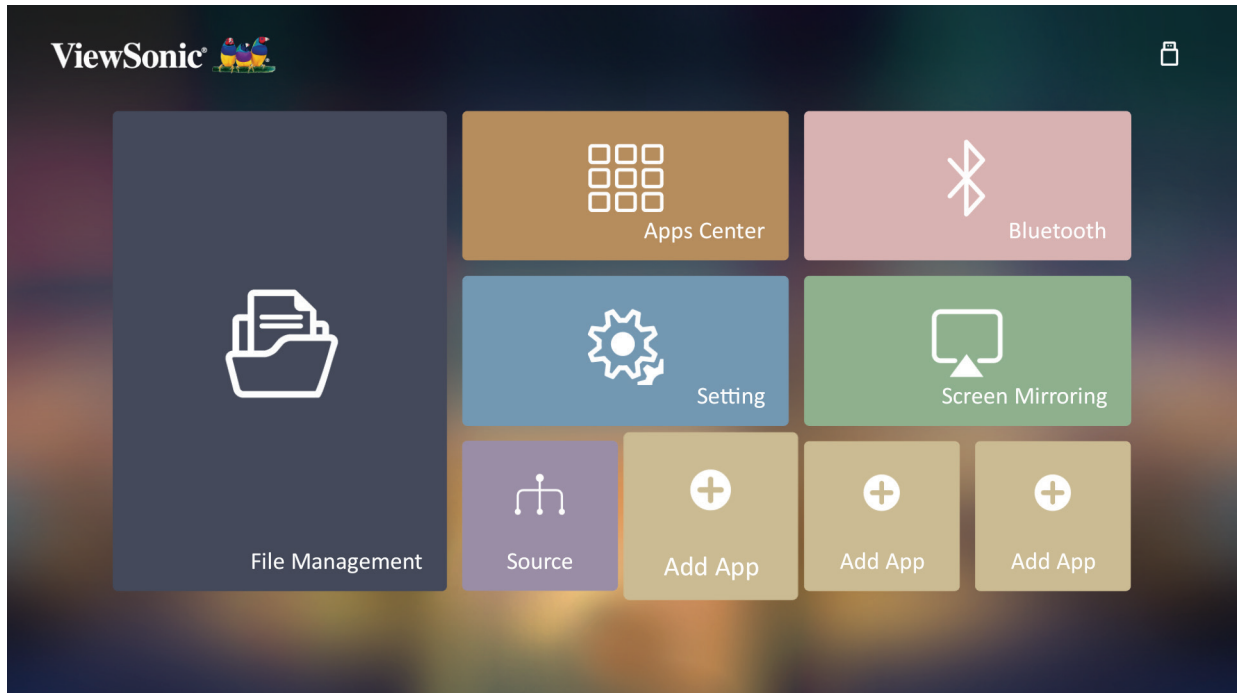 ViewSonic®
Apps Center
Bluetooth
Setting
Screen Mirroring
File Management
Source
Add App
Add App
Add App